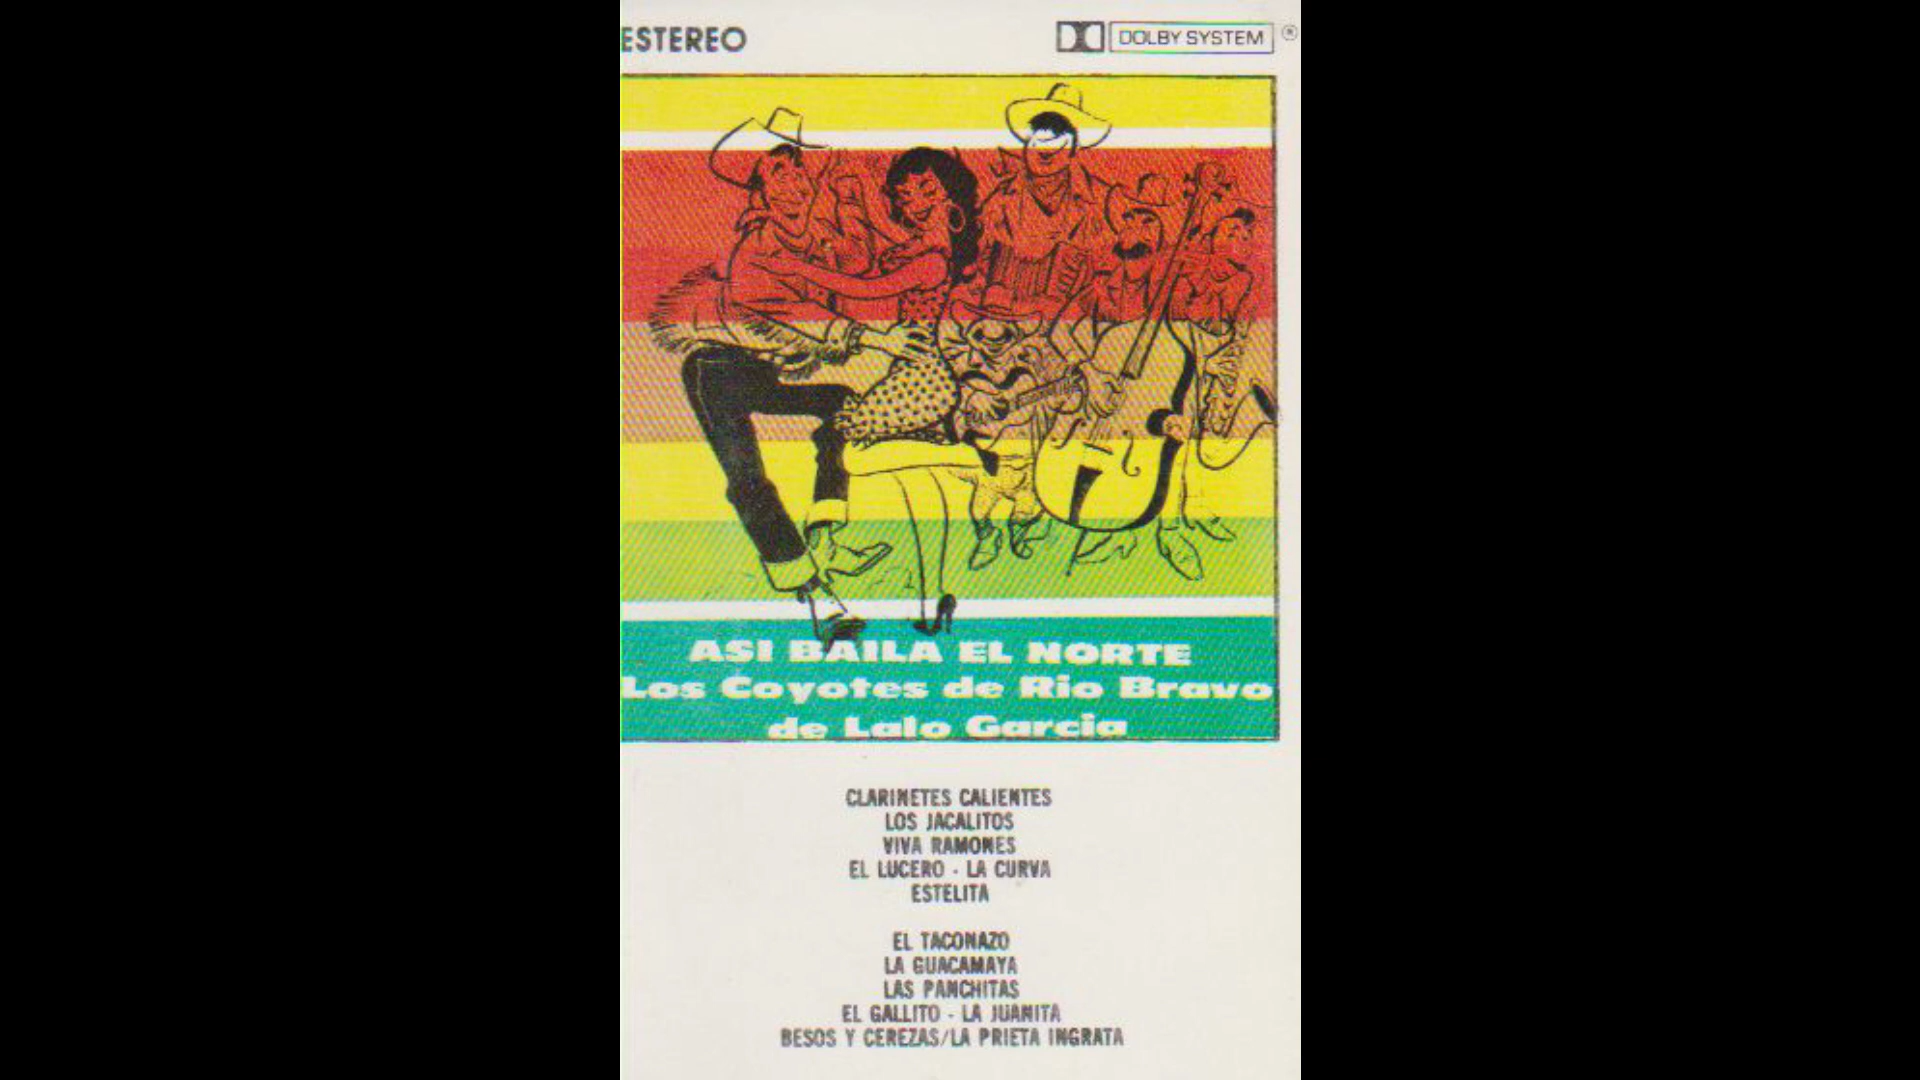 ESTEREO
DOLBY SYSTEM ®
ASI BAILA EL NORTE
Los Coyotes de Rio Bravo
de Lalo Garcia
CLARINETES CALIENTES
LOS JACALITOS
VIVA RAMONES
EL LUCERO - LA CURVA
ESTELITA
EL TACONAZO
LA GUACAMAYA
LAS PANCHITAS
EL GALLITO - LA JUANITA
BESOS Y CEREZAS/LA PRIETA INGRATA